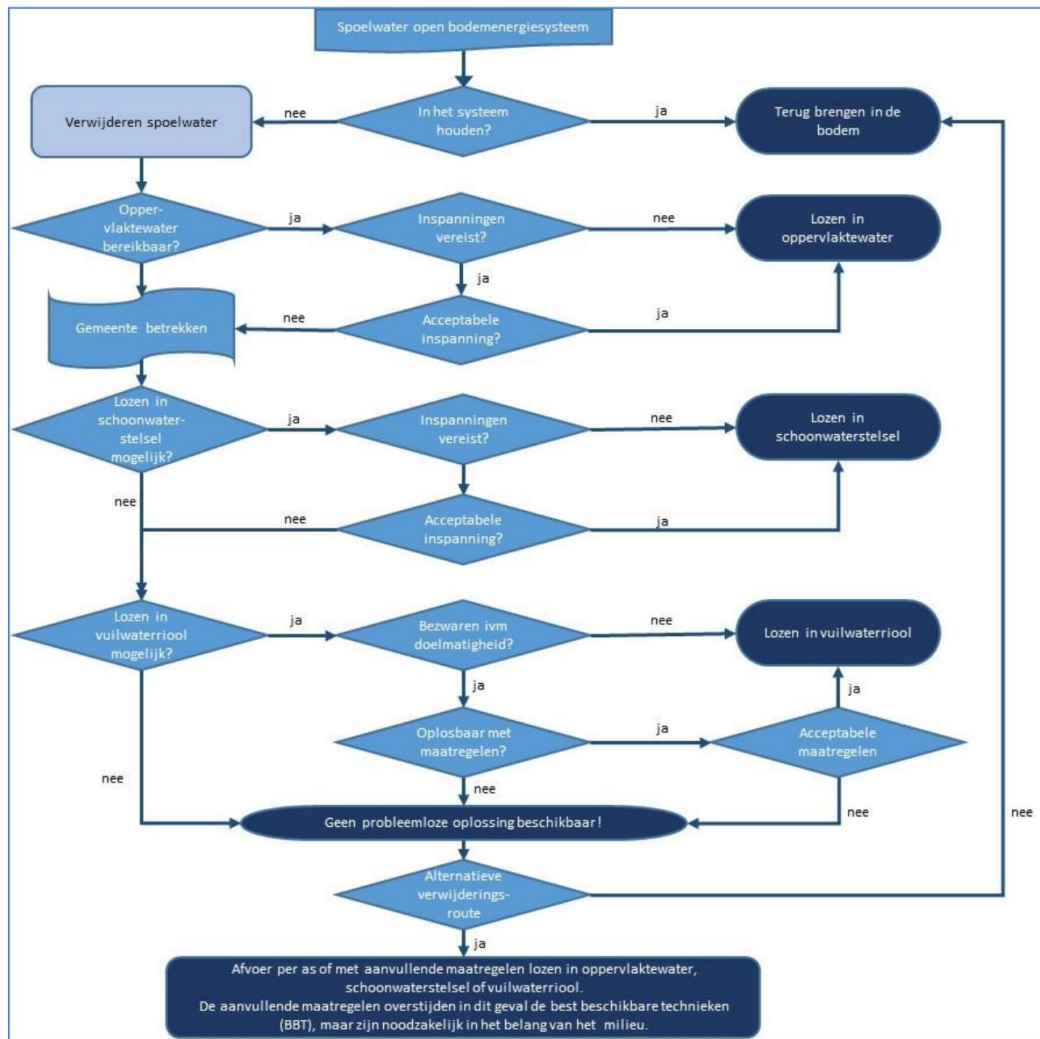 Spoelwater open bodemenergiesysteem
nee
In het systeem
houden?
ja
Verwijderen spoelwater
Terug brengen in de
bodem
Opper-
vlaktewater
bereikbaar?
ja
Inspanningen
vereist?
nee
Lozen in
oppervlaktewater
ja
Gemeente betrekken
nee
Acceptabele
inspanning?
ja
Lozen in
schoonwater-
stelsel
mogelijk?
ja
Inspanningen
vereist?
nee
Lozen in
schoonwaterstelsel
nee
nee
Acceptabele
inspanning?
ja
Lozen in
vuilwaterriool
mogelijk?
ja
Bezwaren ivm
doelmatigheid?
nee
Lozen in vuilwaterriool
ja
ja
Oplosbaar met
maatregelen?
ja
Acceptabele
maatregelen
nee
nee
nee
nee
Geen probleemloze oplossing beschikbaar!
Alternatieve
verwijderings-
route
ja
Afvoer per as of met aanvullende maatregelen lozen in oppervlaktewater,
schoonwaterstelsel of vuilwaterriool.
De aanvullende maatregelen overstijden in dit geval de best beschikbare technieken
(BBT), maar zijn noodzakelijk in het belang van het milieu.